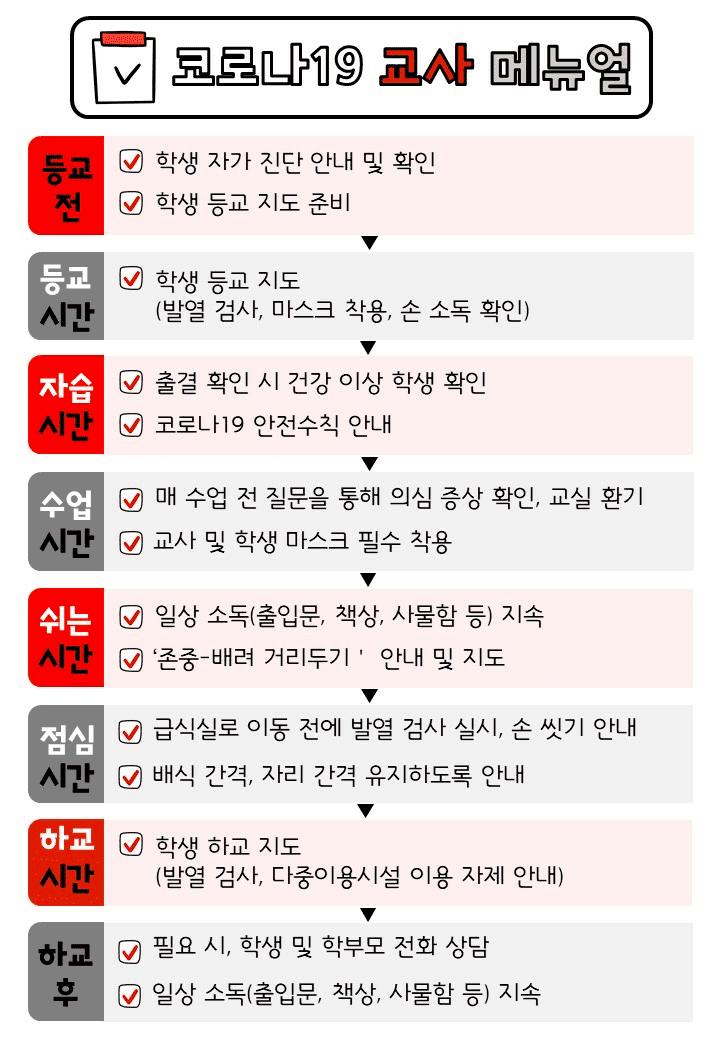 코로나19 교사 메뉴얼
등교
전
학생 자가 진단 안내 및 확인
학생 등교 지도 준비
등교
시간
학생 등교 지도
(발열 검사, 마스크 착용, 손 소독 확인)
자습
시간
출결 확인 시 건강 이상 학생 확인
코로나19 안전수칙 안내
수업
시간
매 수업 전 질문을 통해 의심 증상 확인, 교실 환기
교사 및 학생 마스크 필수 착용
쉬는
시간
일상 소독(출입문, 책상, 사물함 등) 지속
'존중-배려 거리두기 ' 안내 및 지도
점심
시간
급식실로 이동 전에 발열 검사 실시, 손 씻기 안내
배식 간격, 자리 간격 유지하도록 안내
하교
시간
학생 하교 지도
(발열 검사, 다중이용시설 이용 자제 안내)
하교
후
필요 시, 학생 및 학부모 전화 상담
일상 소독(출입문, 책상, 사물함 등) 지속